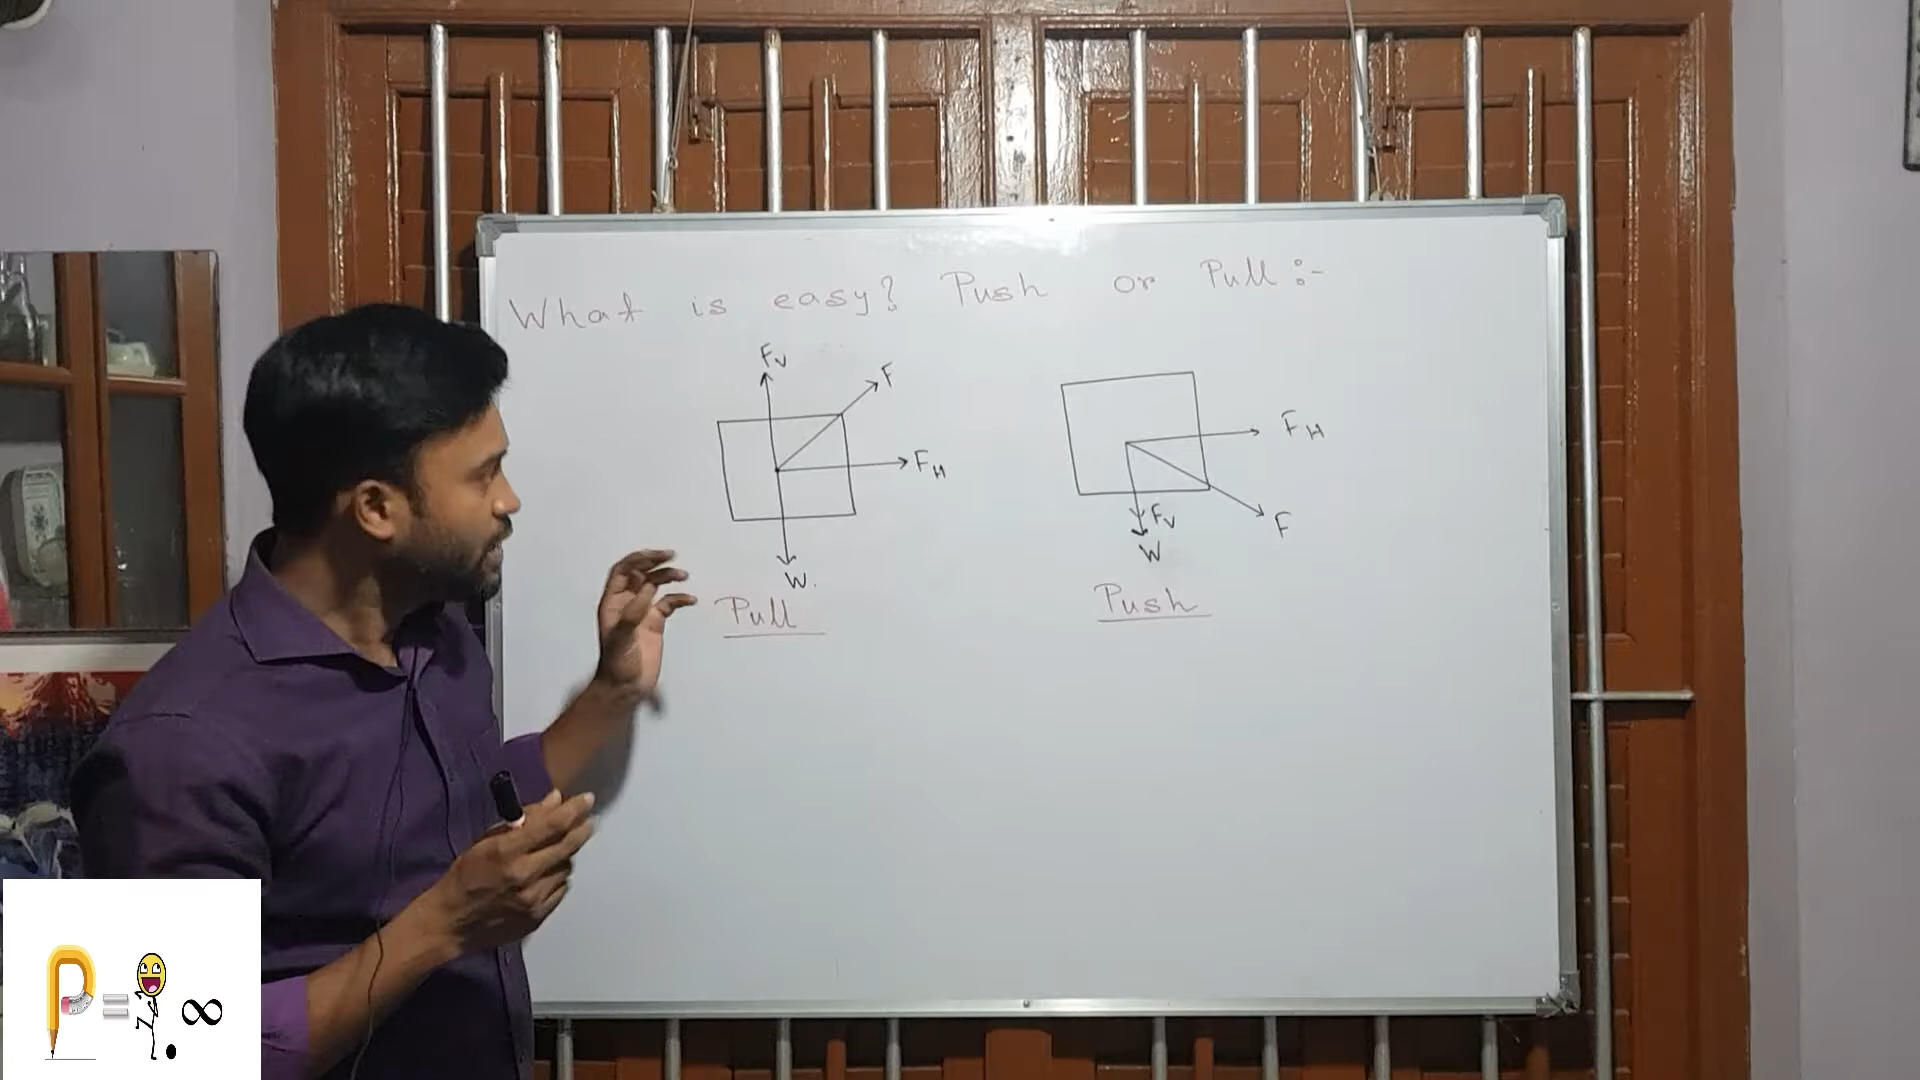 What is easy? Push or Pull :-
Fv
F
FH
W.
Pull
FH
Fv
F
W
Push
P = . ∞